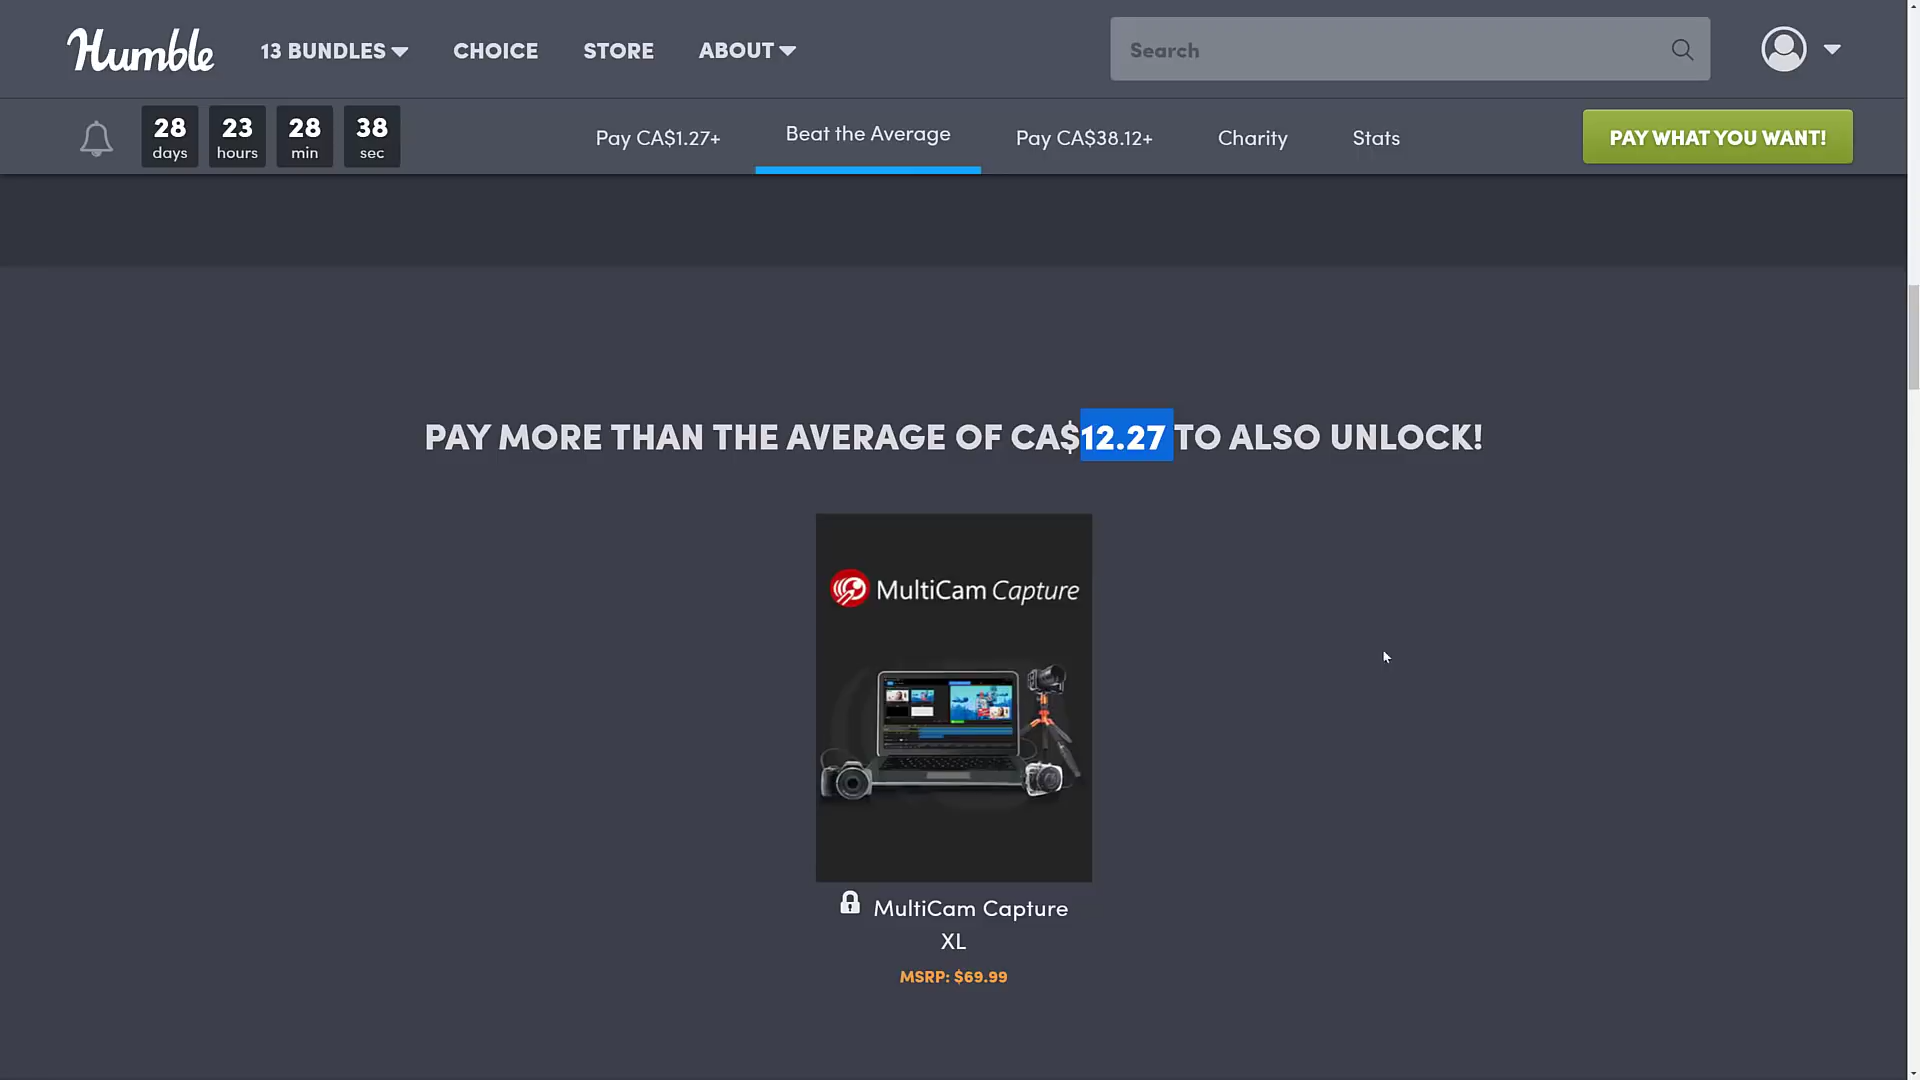 Humble
13 BUNDLES
CHOICE
STORE
ABOUT
Search
28 days
23 hours
28 min
38 sec
Pay CA$1.27+
Beat the Average
Pay CA$38.12+
Charity
Stats
PAY WHAT YOU WANT!
PAY MORE THAN THE AVERAGE OF CA$12.27 TO ALSO UNLOCK!
MultiCam Capture
MultiCam Capture
XL
MSRP: $69.99